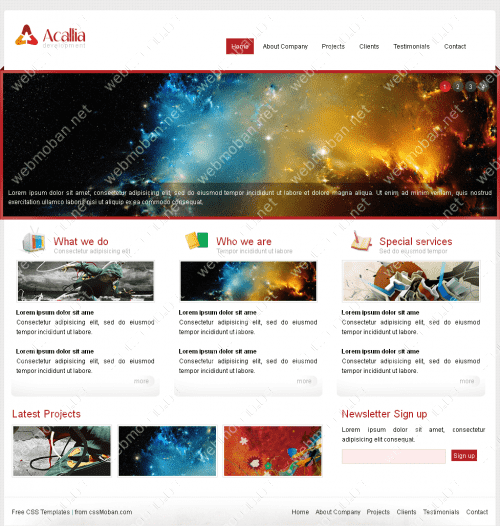 Acallia
development
Home About Company Projects Clients Testimonials Contact
1 2 3 4
Lorem ipsum dolor sit amet, consectetur adipisicing elit, sed do eiusmod tempor incididunt ut labore et dolore magna aliqua. Ut enim ad minim veniam, quis nostrud
exercitation ullamco laboris nisi ut aliquip ex ea commodo consequat.
What we do
Consectetur adipisicing elit
Who we are
Tempor incididunt ut labore
Special services
Sed do eiusmod tempor
Lorem ipsum dolor sit ame
Consectetur adipisicing elit, sed do eiusmod
tempor incididunt ut labore.
Lorem ipsum dolor sit ame
Consectetur adipisicing elit, sed do eiusmod
tempor incididunt ut labore.
more
Lorem ipsum dolor sit ame
Consectetur adipisicing elit, sed do eiusmod
tempor incididunt ut labore.
Lorem ipsum dolor sit ame
Consectetur adipisicing elit, sed do eiusmod
tempor incididunt ut labore.
more
Lorem ipsum dolor sit ame
Consectetur adipisicing elit, sed do eiusmod
tempor incididunt ut labore.
Lorem ipsum dolor sit ame
Consectetur adipisicing elit, sed do eiusmod
tempor incididunt ut labore.
more
Latest Projects
Newsletter Sign up
Lorem ipsum dolor sit amet, consectetur
adipisicing elit consequat.
Sign up
Free CSS Templates | from cssMoban.com
Home About Company Projects Clients Testimonials Contact
webmoban.net